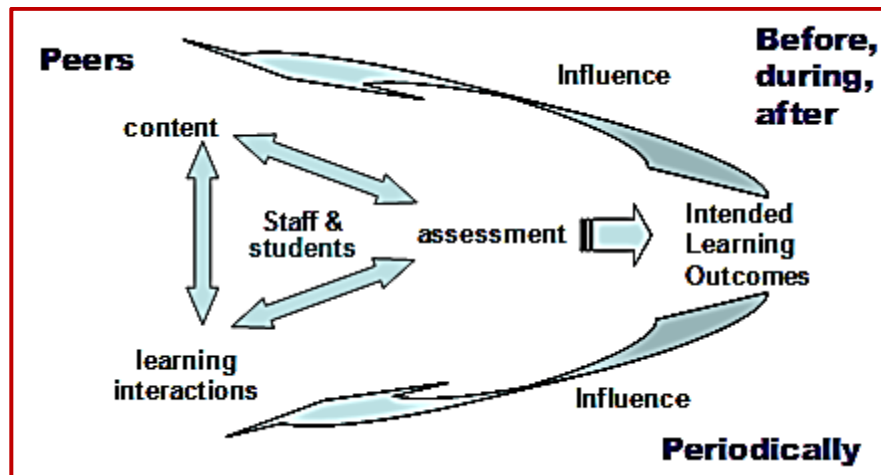 Peers
Before,
during,
after
Influence
content
Staff &
students
assessment
Intended
Learning
Outcomes
learning
interactions
Influence
Periodically